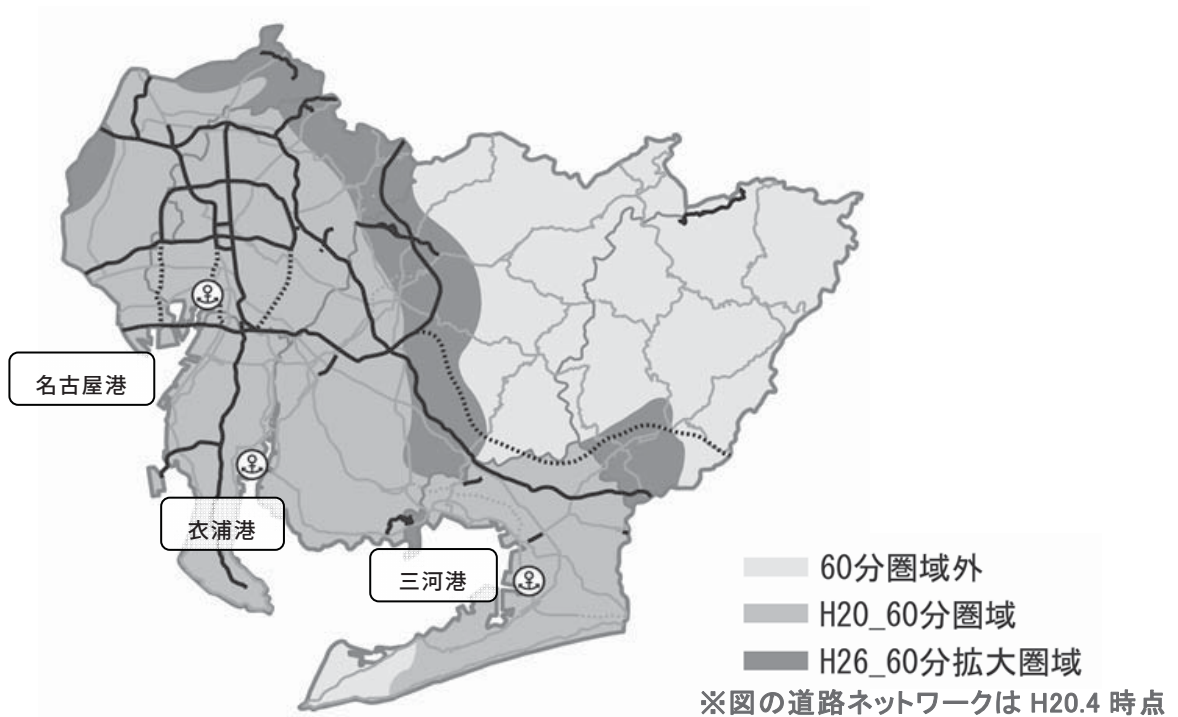 名古屋港
衣浦港
三河港
60分圏域外
H20_60分圏域
H26_60分拡大圏域
※図の道路ネットワークは H20.4 時点